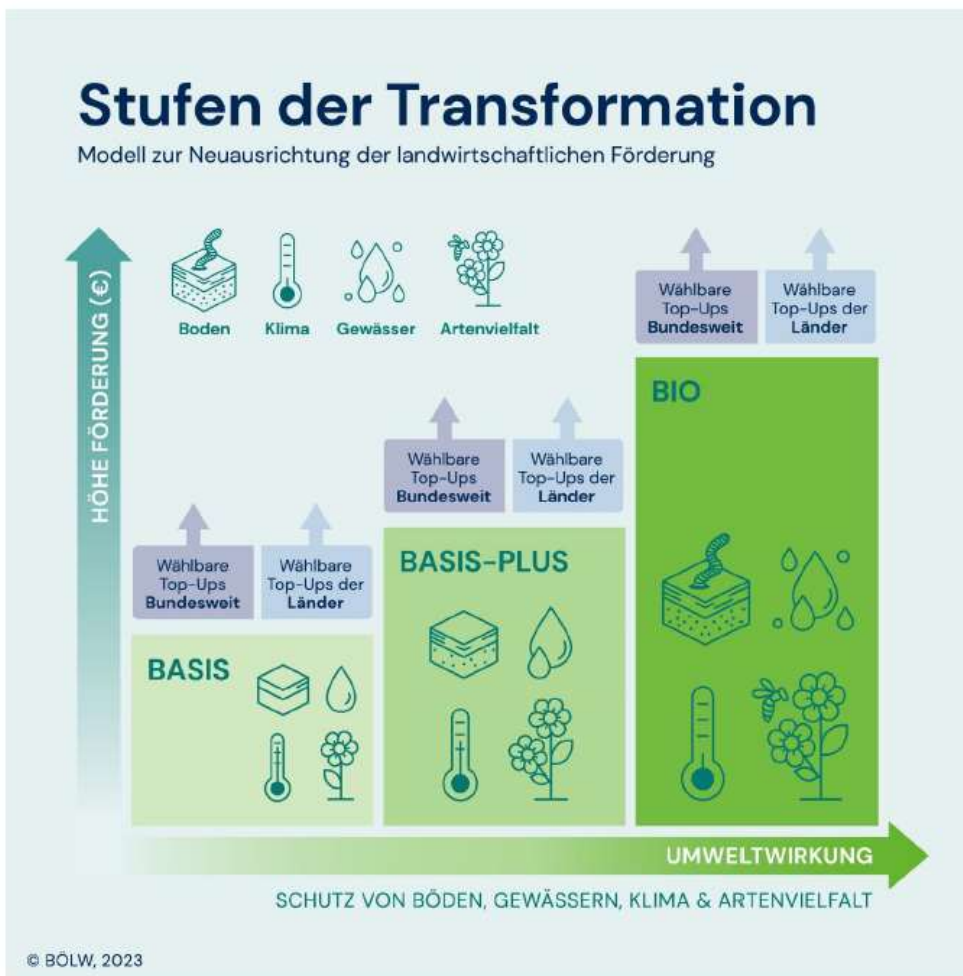 Stufen der Transformation
Modell zur Neuausrichtung der landwirtschaftlichen Förderung
HÖHE FÖRDERUNG (€)
Boden
Klima
Gewässer
Artenvielfalt
Wählbare
Top-Ups
Bundesweit
Wählbare
Top-Ups der
Länder
BASIS
Wählbare
Top-Ups
Bundesweit
Wählbare
Top-Ups der
Länder
BASIS-PLUS
Wählbare
Top-Ups
Bundesweit
Wählbare
Top-Ups der
Länder
BIO
UMWELTWIRKUNG
SCHUTZ VON BÖDEN, GEWÄSSERN, KLIMA & ARTENVIELFALT
© BÖLW, 2023